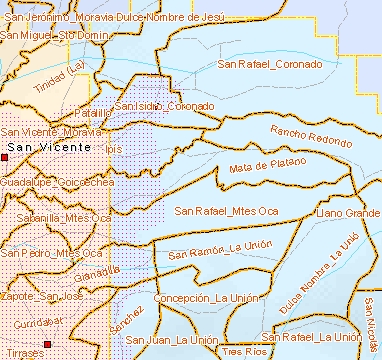 San Jerónimo_Moravia Dulce Nombre de Jesú
San Miguel_Sto Domin
San Rafael_Coronado
Tinidad (La)
San Isidro_Coronado
Patalillo
San Vicente_Moravia
Rancho Redondo
San Vicente
Ipis
Mata de Platano
Guadalupe_Goicoechea
San Rafael_Mtes Oca
Llano Grande
Sabanilla_Mtes Oca
San Ramón_La Unión
San Pedro_Mtes Oca
Granadilla
Dulce Nombre_La Unió
Zapote_San José
Concepción_La Unión
Curridabat
Sanchez
San Nicolás
San Juan_La Unión
San Rafael_La Unión
Tirrases
Tres Ríos